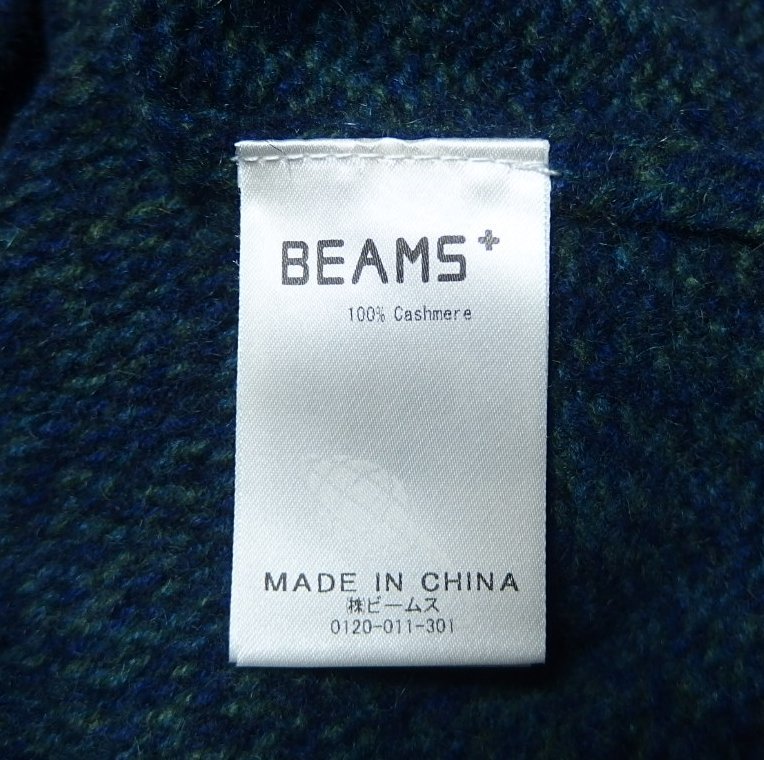 BEAMS+
100% Cashmere
MADE IN CHINA
㈱ビームス
0120-011-301